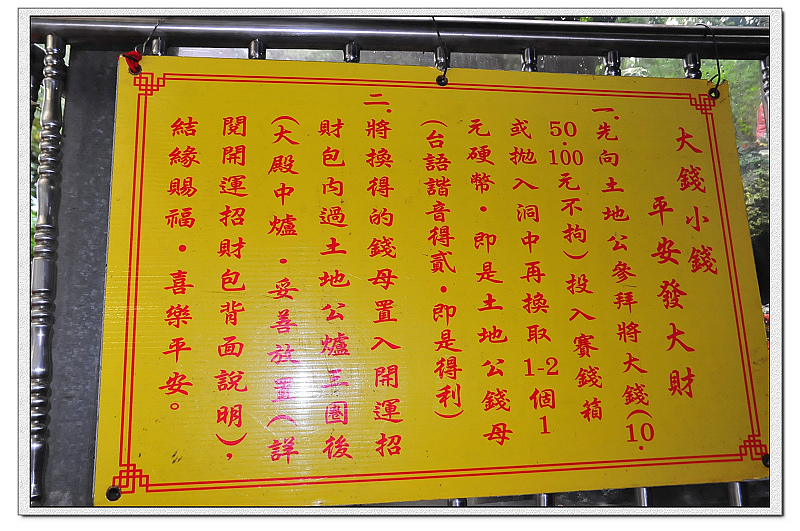 大錢小錢
平安發大財
一.先向土地公參拜將大錢(10.
50.100元不拘)投入賽錢箱
或拋入洞中再換取1-2個1
元硬幣.即是土地公錢母
(台語諧音得貳.即是得利)
二.將換得的錢母置入開運招
財包內過土地公爐三圈後
(大殿中爐.妥善放置(詳
閱開運招財包背面說明),
結緣賜福.喜樂平安。